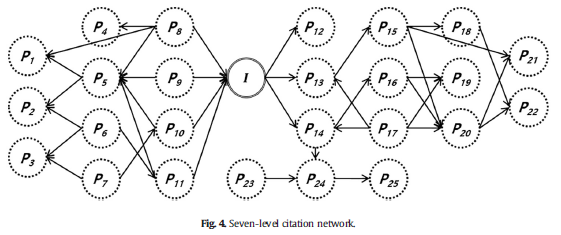 P4 P8 P12 P15 P18
P1 P21
P5 P9 I P13 P16 P19
P2 P22
P6 P10 P14 P17 P20
P3
P7 P11 P23 P24 P25
Fig. 4. Seven-level citation network.